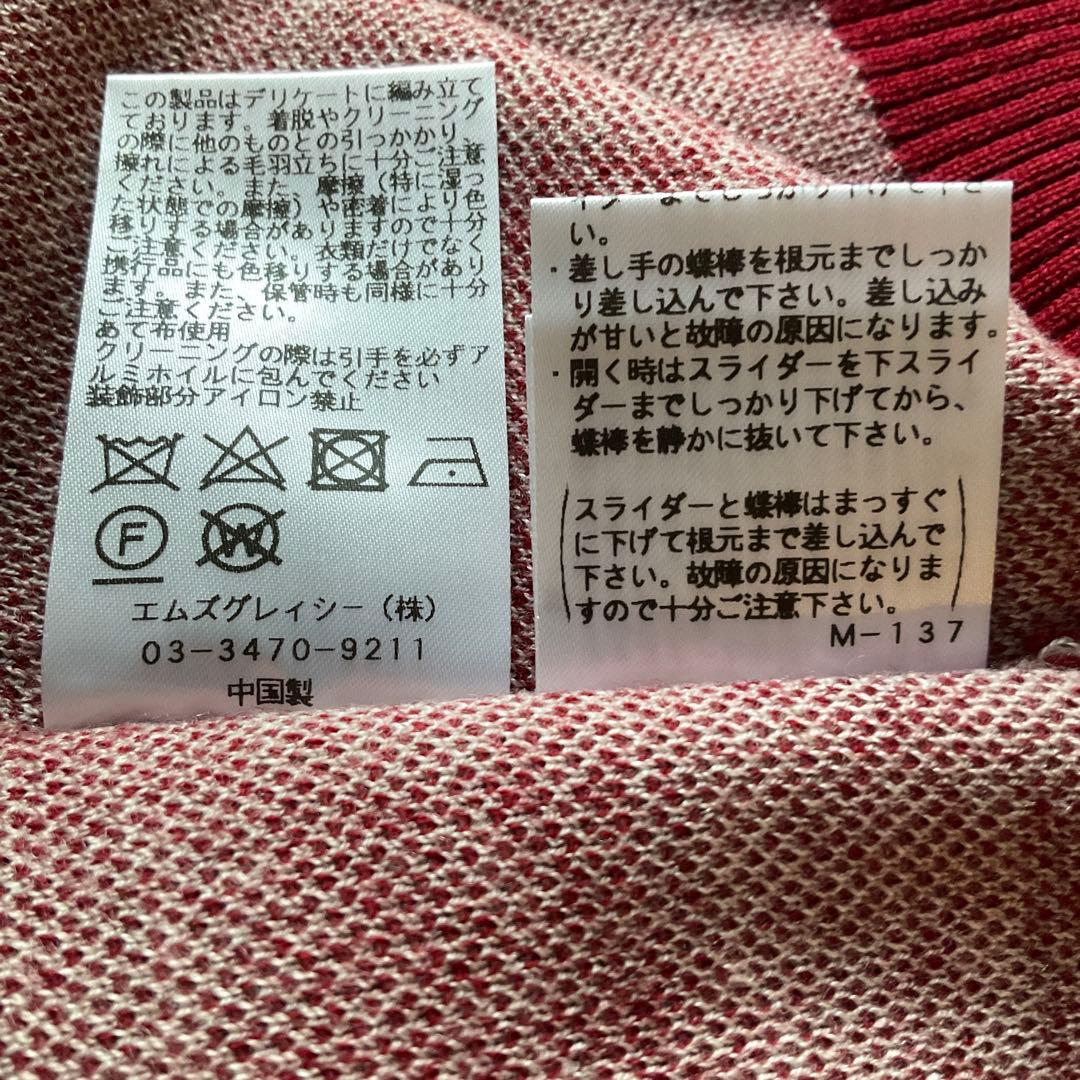 この製品はデリケートに編み立て
ております。着脱やクリーニング
の際に他のもの引っかかり、
擦れによる毛羽立ちに十分ご注意
ください。また、摩擦（特に湿っ
た状態での摩擦）や密着により色
移りする場合がありますので十分
ご注意ください。衣類だけでなく
携行品にも色移りする場合があり
ます。また、保管時も同様に十分
ご注意ください。
あて布使用
クリーニングの際は引手を必ずア
ルミホイルに包んでください
装飾部分アイロン禁止
F
W
エムズグレィシー（株）
03-3470-9211
中国製
い。
・差し手の蝶棒を根元までしっか
り差し込んで下さい。差し込み
が甘いと故障の原因になります。
・開く時はスライダーを下スライ
ダーまでしっかり下げてから、
蝶棒を静かに抜いて下さい。
（スライダーと蝶棒はまっすぐ
に下げて根元まで差し込んで
下さい。故障の原因になりま
すので十分ご注意下さい。）
M-137